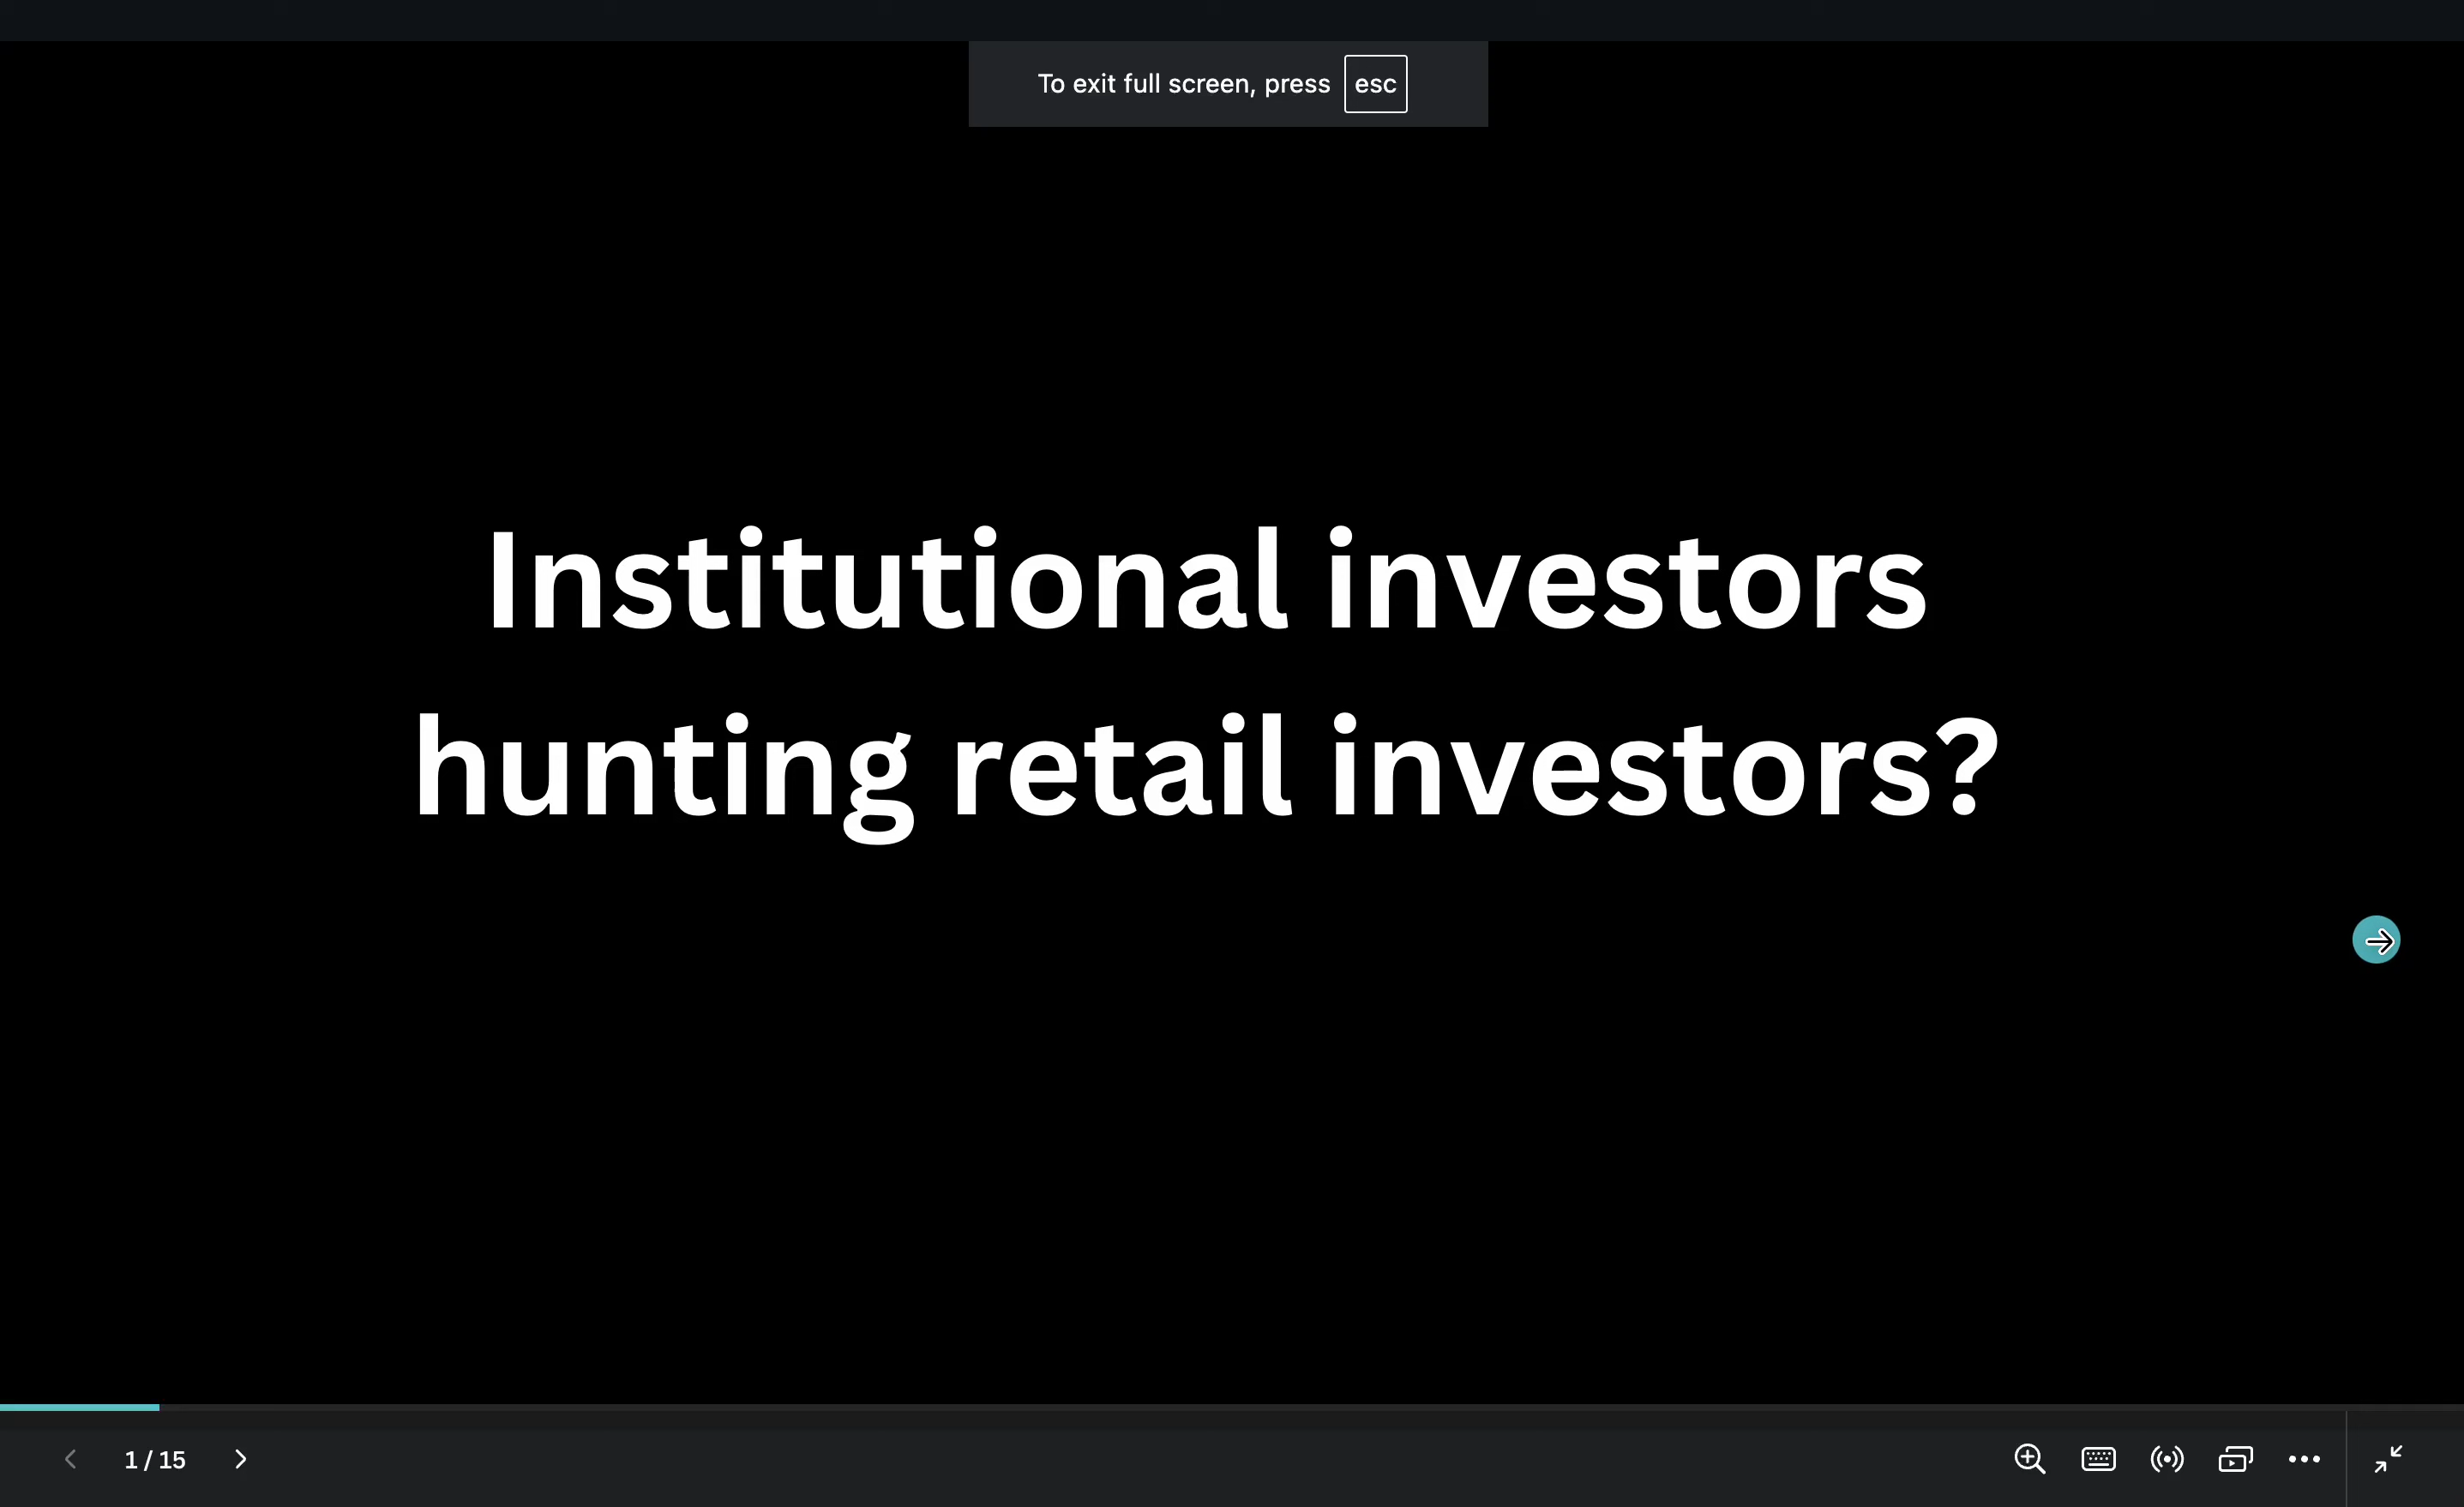 To exit full screen, press esc
Institutional investors
hunting retail investors?
1 / 15